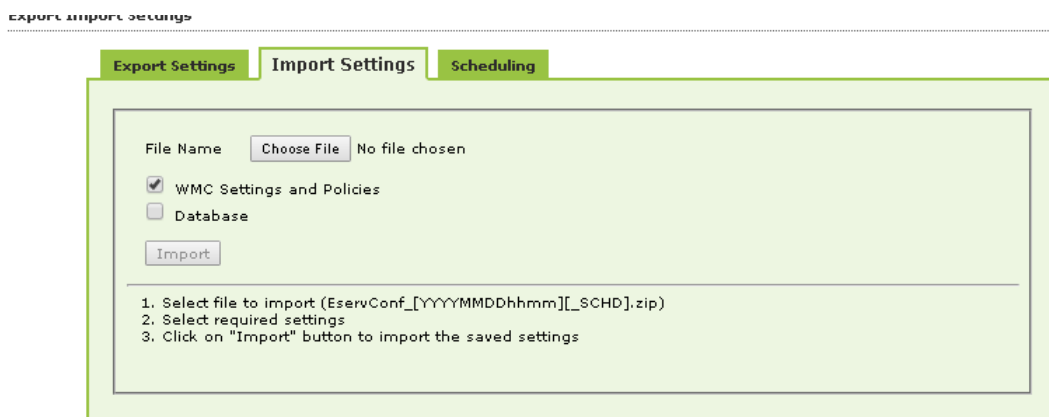 Export Import Settings
Export Settings Import Settings Scheduling
File Name Choose File No file chosen
WMC Settings and Policies
Database
Import
1. Select file to import (EservConf_[YYYYMMDDhhmm][_SCHD].zip)
2. Select required settings
3. Click on "Import" button to import the saved settings